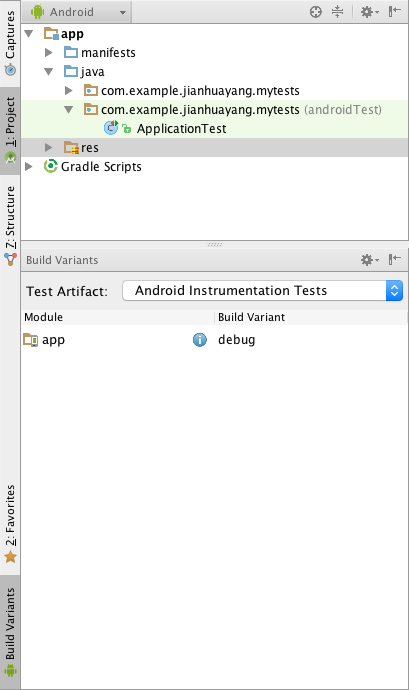 Captures
1: Project
Z: Structure
2: Favorites
Build Variants
Android
app
manifests
java
com.example.jianhuayang.mytests
com.example.jianhuayang.mytests (androidTest)
ApplicationTest
res
Gradle Scripts
Build Variants
Test Artifact: Android Instrumentation Tests
Module Build Variant
app debug